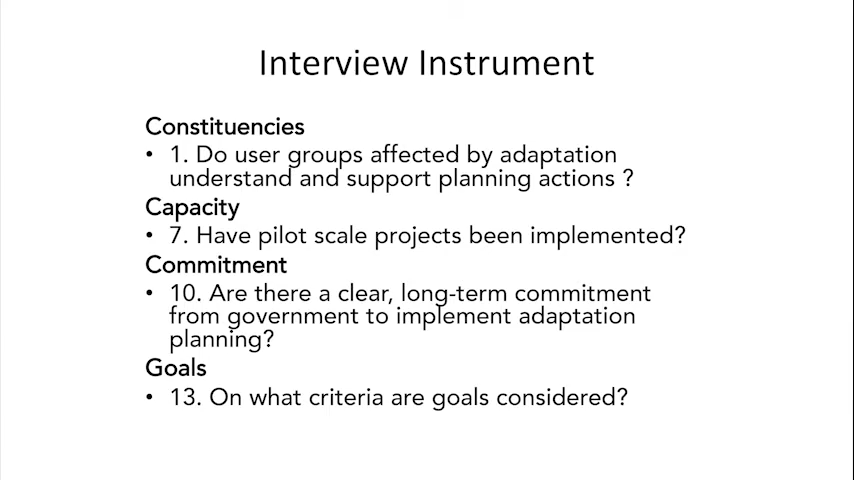 Interview Instrument
Constituencies
• 1. Do user groups affected by adaptation
understand and support planning actions ?
Capacity
• 7. Have pilot scale projects been implemented?
Commitment
• 10. Are there a clear, long-term commitment
from government to implement adaptation
planning?
Goals
• 13. On what criteria are goals considered?